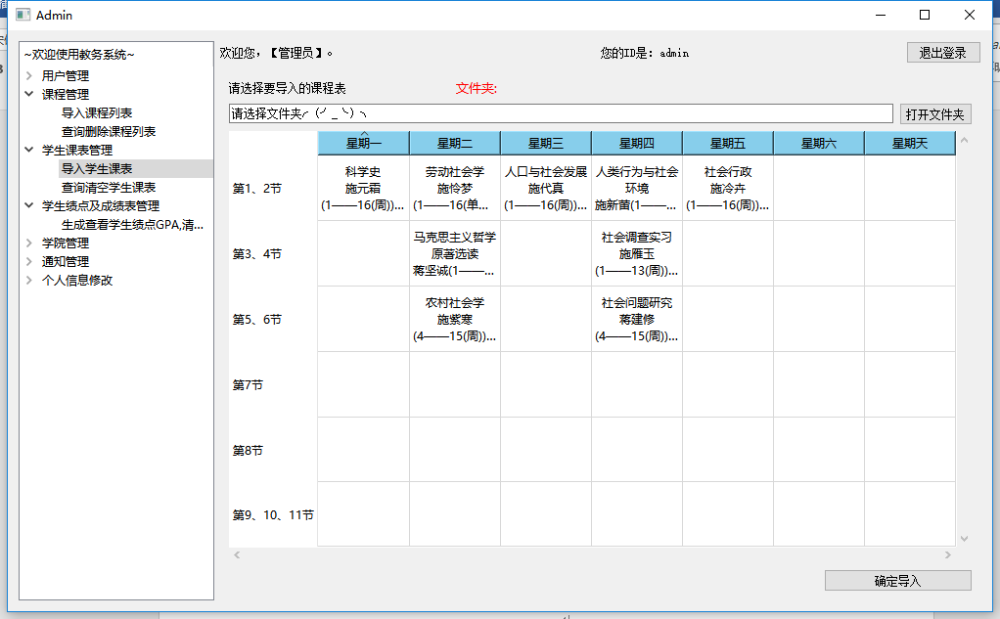 Admin
~欢迎使用教务系统~
用户管理
课程管理
导入课程列表
查询删除课程列表
学生课表管理
导入学生课表
查询清空学生课表
学生绩点及成绩表管理
生成查看学生绩点GPA,清...
学院管理
通知管理
个人信息修改
欢迎您，【管理员】。
您的ID是：admin
退出登录
请选择要导入的课程表
文件夹:
请选择文件夹╭（╯_╰）╮
打开文件夹
星期一 星期二 星期三 星期四 星期五 星期六 星期天
第1、2节
科学史
施元霜
(1——16(周))...
劳动社会学
施怜梦
(1——16(单...
人口与社会发展
施代真
(1——16(周))...
人类行为与社会
环境
施新菌(1——...
社会行政
施冷卉
(1——16(周))...
第3、4节
马克思主义哲学
原著选读
蒋坚诚(1——...
社会调查实习
施雁玉
(1——13(周))...
第5、6节
农村社会学
施紫寒
(4——15(周))...
社会问题研究
蒋建修
(4——15(周))...
第7节
第8节
第9、10、11节
确定导入